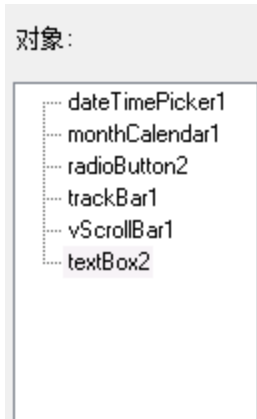 对象:
dateTimePicker1
monthCalendar1
radioButton2
trackBar1
vScrollBar1
textBox2